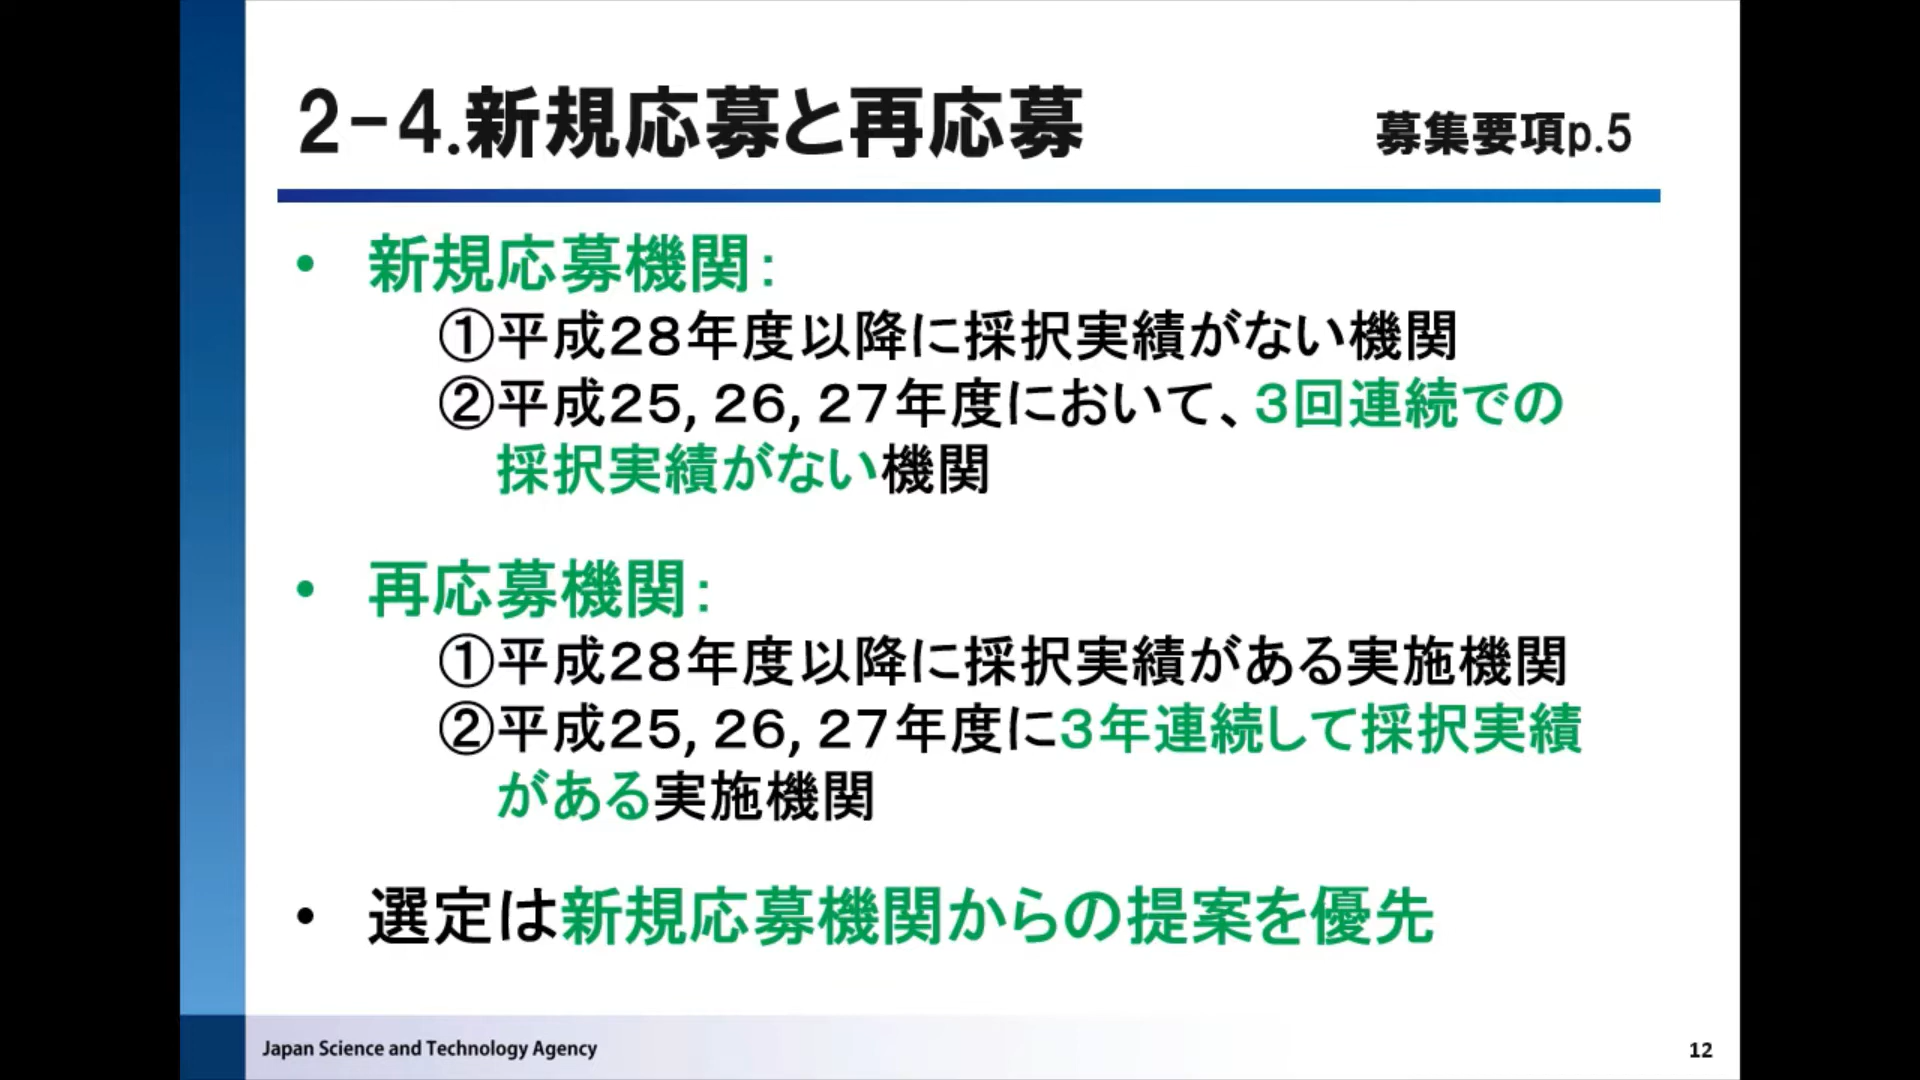 2-4.新規応募と再応募
募集要項p.5
• 新規応募機関:
①平成28年度以降に採択実績がない機関
②平成25, 26, 27年度において、3回連続での
採択実績がない機関
• 再応募機関:
①平成28年度以降に採択実績がある実施機関
②平成25, 26, 27年度に3年連続して採択実績
がある実施機関
• 選定は新規応募機関からの提案を優先
Japan Science and Technology Agency
12